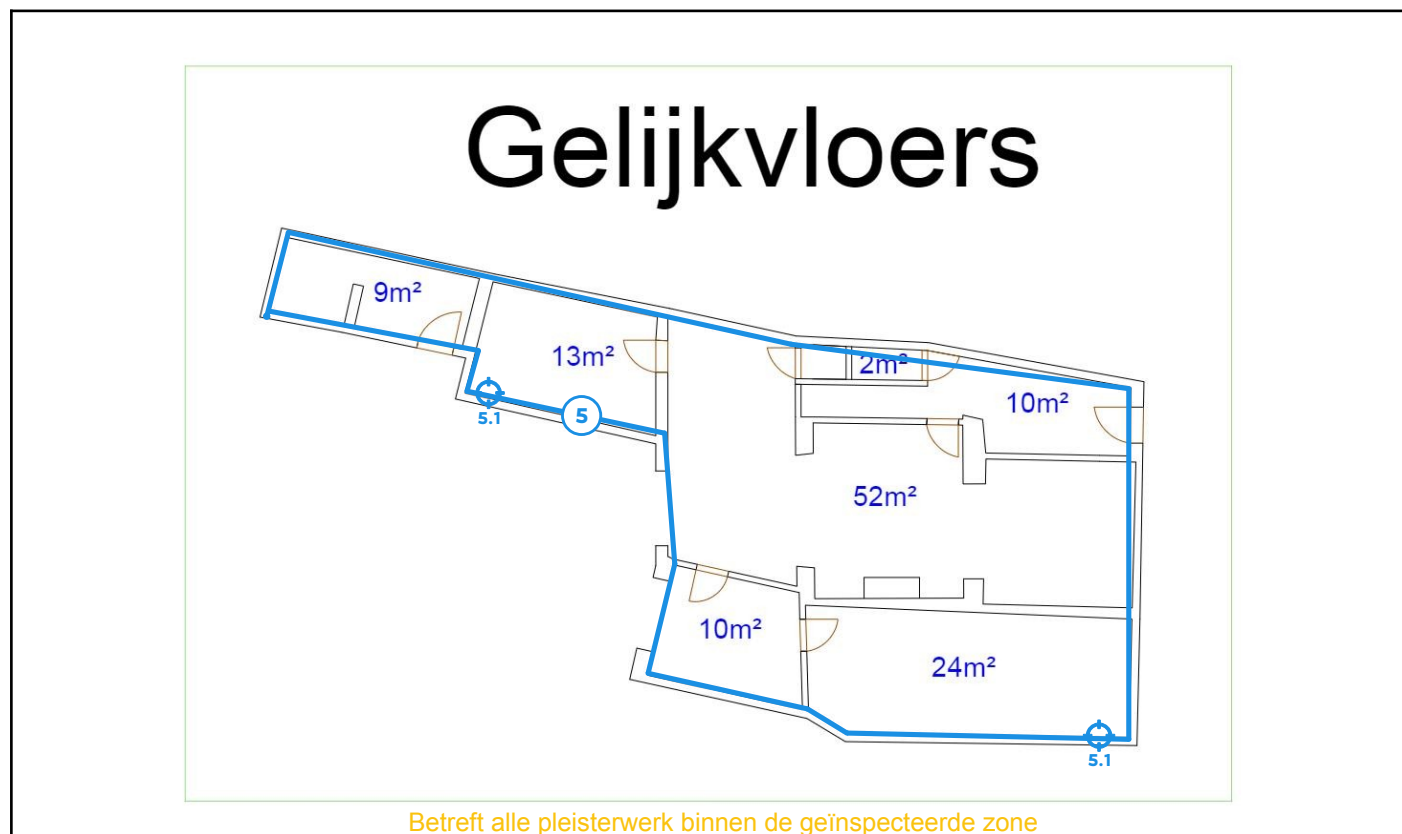 Gelijkvloers
9m²
13m²
2m²
10m²
5.1
5
52m²
10m²
24m²
5.1
Betreft alle pleisterwerk binnen de geïnspecteerde zone